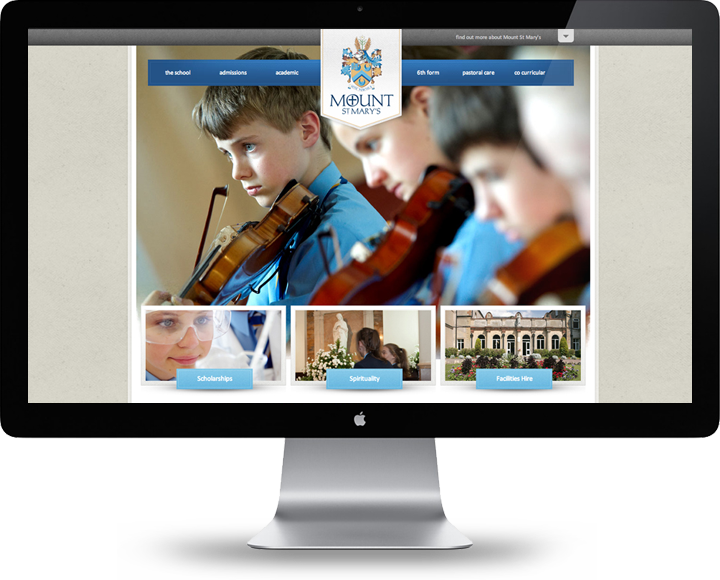 find out more about Mount St Mary's
the school
admissions
academic
6th form
pastoral care
co curricular
MOUNT
ST MARY'S
Scholarships
Spirituality
Facilities Hire